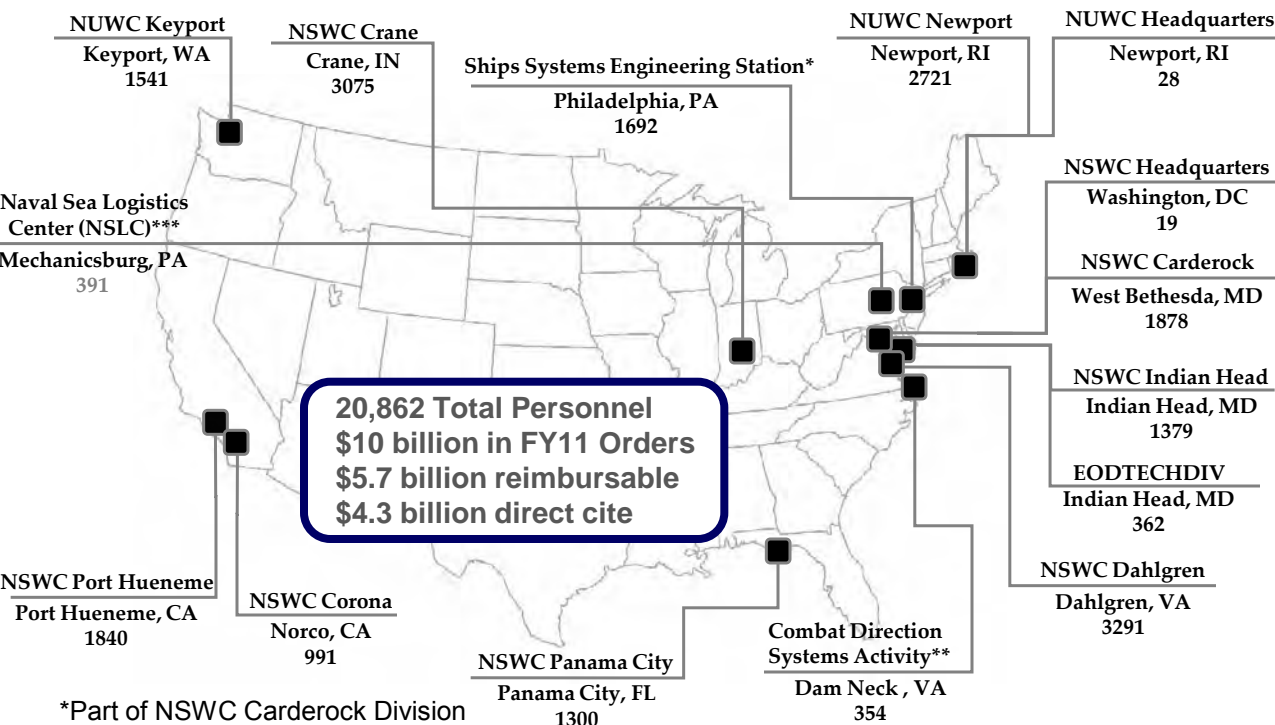 NUWC Keyport
Keyport, WA
1541
NSWC Crane
Crane, IN
3075
Ships Systems Engineering Station*
Philadelphia, PA
1692
NUWC Newport
Newport, RI
2721
NUWC Headquarters
Newport, RI
28
NSWC Headquarters
Washington, DC
19
Naval Sea Logistics
Center (NSLC)***
Mechanicsburg, PA
391
NSWC Carderock
West Bethesda, MD
1878
NSWC Indian Head
Indian Head, MD
1379
20,862 Total Personnel
$10 billion in FY11 Orders
$5.7 billion reimbursable
$4.3 billion direct cite
EODTECHDIV
Indian Head, MD
362
NSWC Port Hueneme
Port Hueneme, CA
1840
NSWC Corona
Norco, CA
991
NSWC Panama City
Panama City, FL
1300
Combat Direction
Systems Activity**
Dam Neck , VA
354
NSWC Dahlgren
Dahlgren, VA
3291
*Part of NSWC Carderock Division